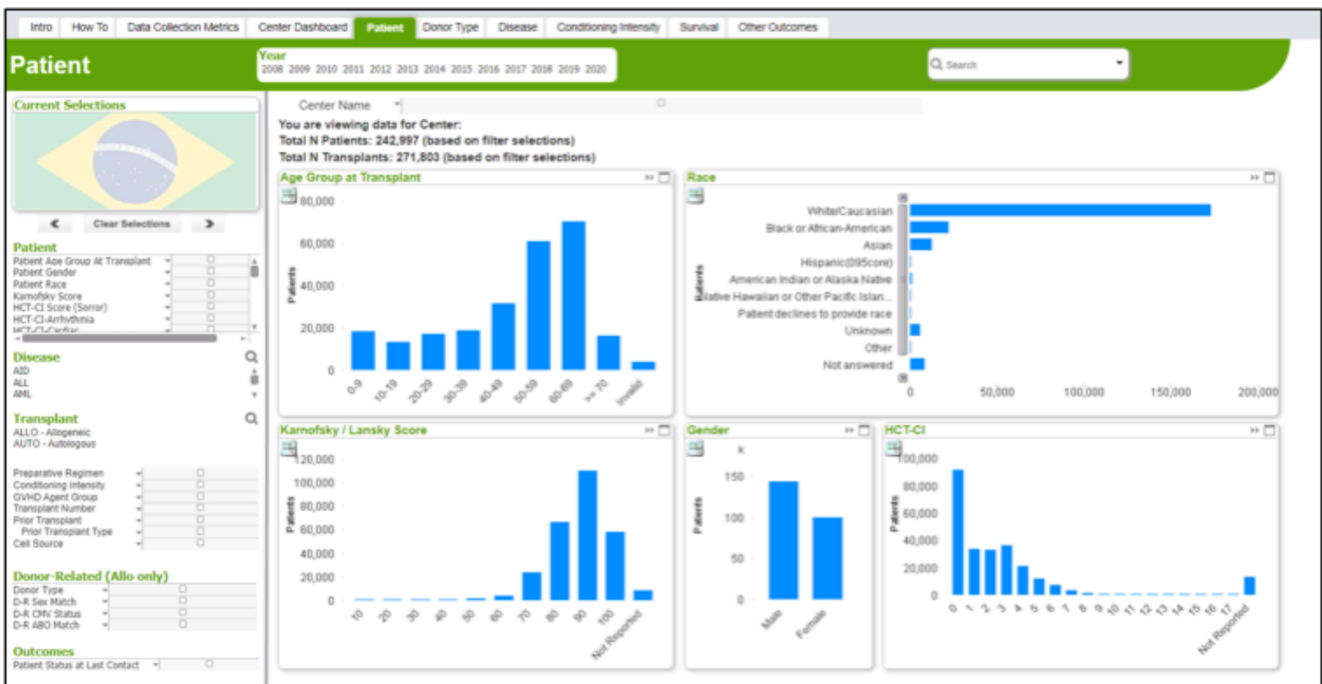 Intro How To Data Collection Metrics Center Dashboard Patient Donor Type Disease Conditioning Intensity Survival Other Outcomes
Patient
Year
2008 2009 2010 2011 2012 2013 2014 2015 2016 2017 2018 2019 2020
Search
Current Selections
Clear Selections
Patient
Patient Age Group At Transplant
Patient Gender
Patient Race
Karnofsky Score
HCT-CI Score (Sorror)
HCT-CI-Arrhythmia
HCT-CI-Cardiac
Disease
AID
ALL
AML
Transplant
ALLO - Allogeneic
AUTO - Autologous
Preparative Regimen
Conditioning Intensity
GVHD Agent Group
Transplant Number
Prior Transplant
Prior Transplant Type
Cell Source
Donor-Related (Allo only)
Donor Type
D-R Sex Match
D-R CMV Status
D-R ABO Match
Outcomes
Patient Status at Last Contact
Center Name
You are viewing data for Center:
Total N Patients: 242,997 (based on filter selections)
Total N Transplants: 271,803 (based on filter selections)
Age Group at Transplant
80,000
60,000
40,000
20,000
0
Patients
0-9 10-19 20-29 30-39 40-49 50-59 60-69 >= 70 Invalid
Race
Patients
White/Caucasian
Black or African-American
Asian
Hispanic(095core)
American Indian or Alaska Native
lative Hawaiian or Other Pacific Islan...
Patient declines to provide race
Unknown
Other
Not answered
0 50,000 100,000 150,000 200,000
Karnofsky / Lansky Score
120,000
100,000
80,000
60,000
40,000
20,000
0
Patients
10 20 30 40 50 60 70 80 90 100 Not Reported
Gender
k
150
100
50
0
Patients
Male Female
HCT-CI
100,000
80,000
60,000
40,000
20,000
0
Patients
0 1 2 3 4 5 6 7 8 9 10 11 12 13 14 15 16 17 Not Reported